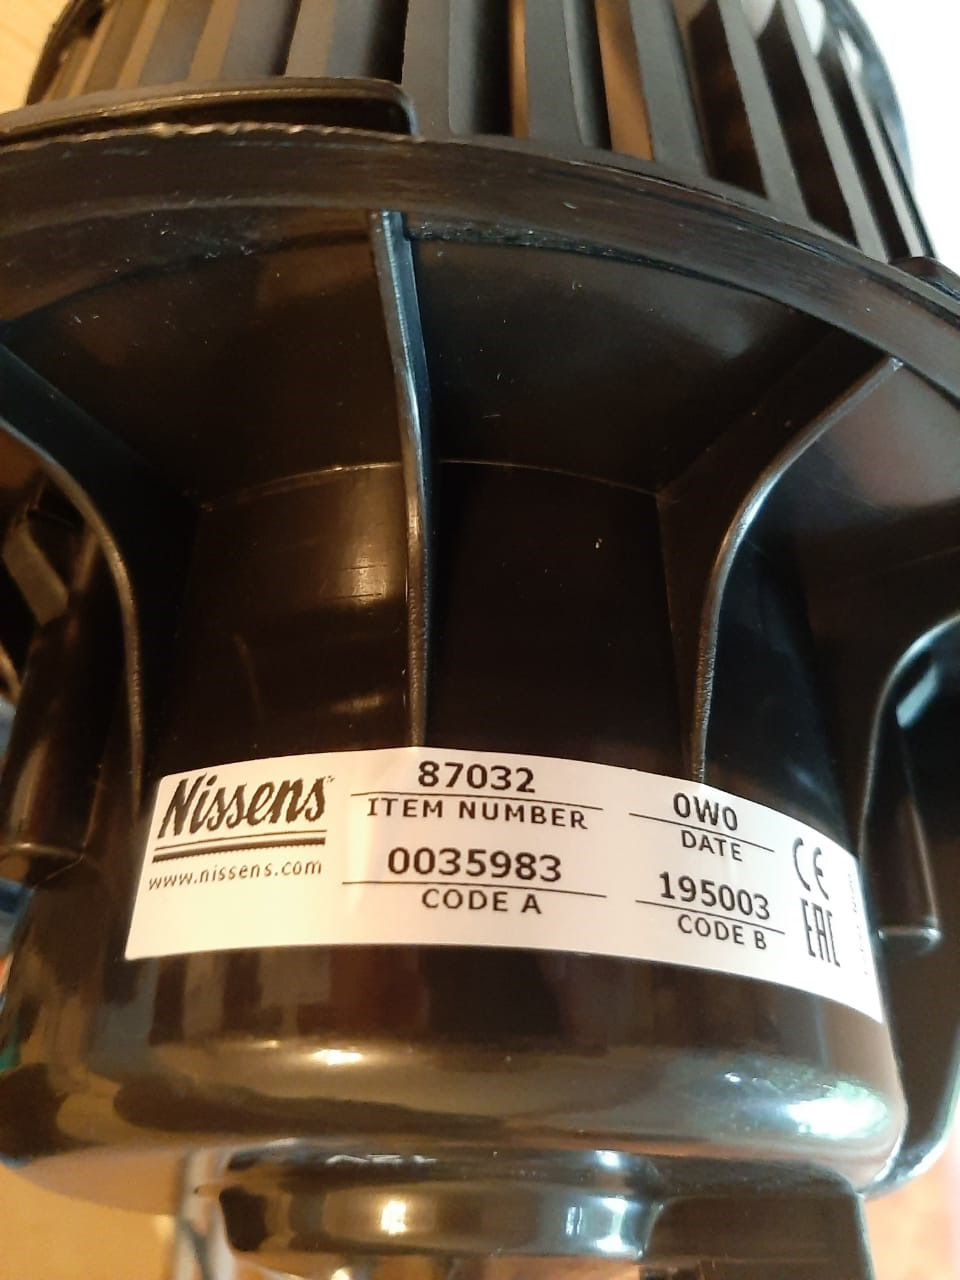 Nissens
www.nissens.com
87032
ITEM NUMBER
0035983
CODE A
0W0
DATE
195003
CODE B
CE
EAC